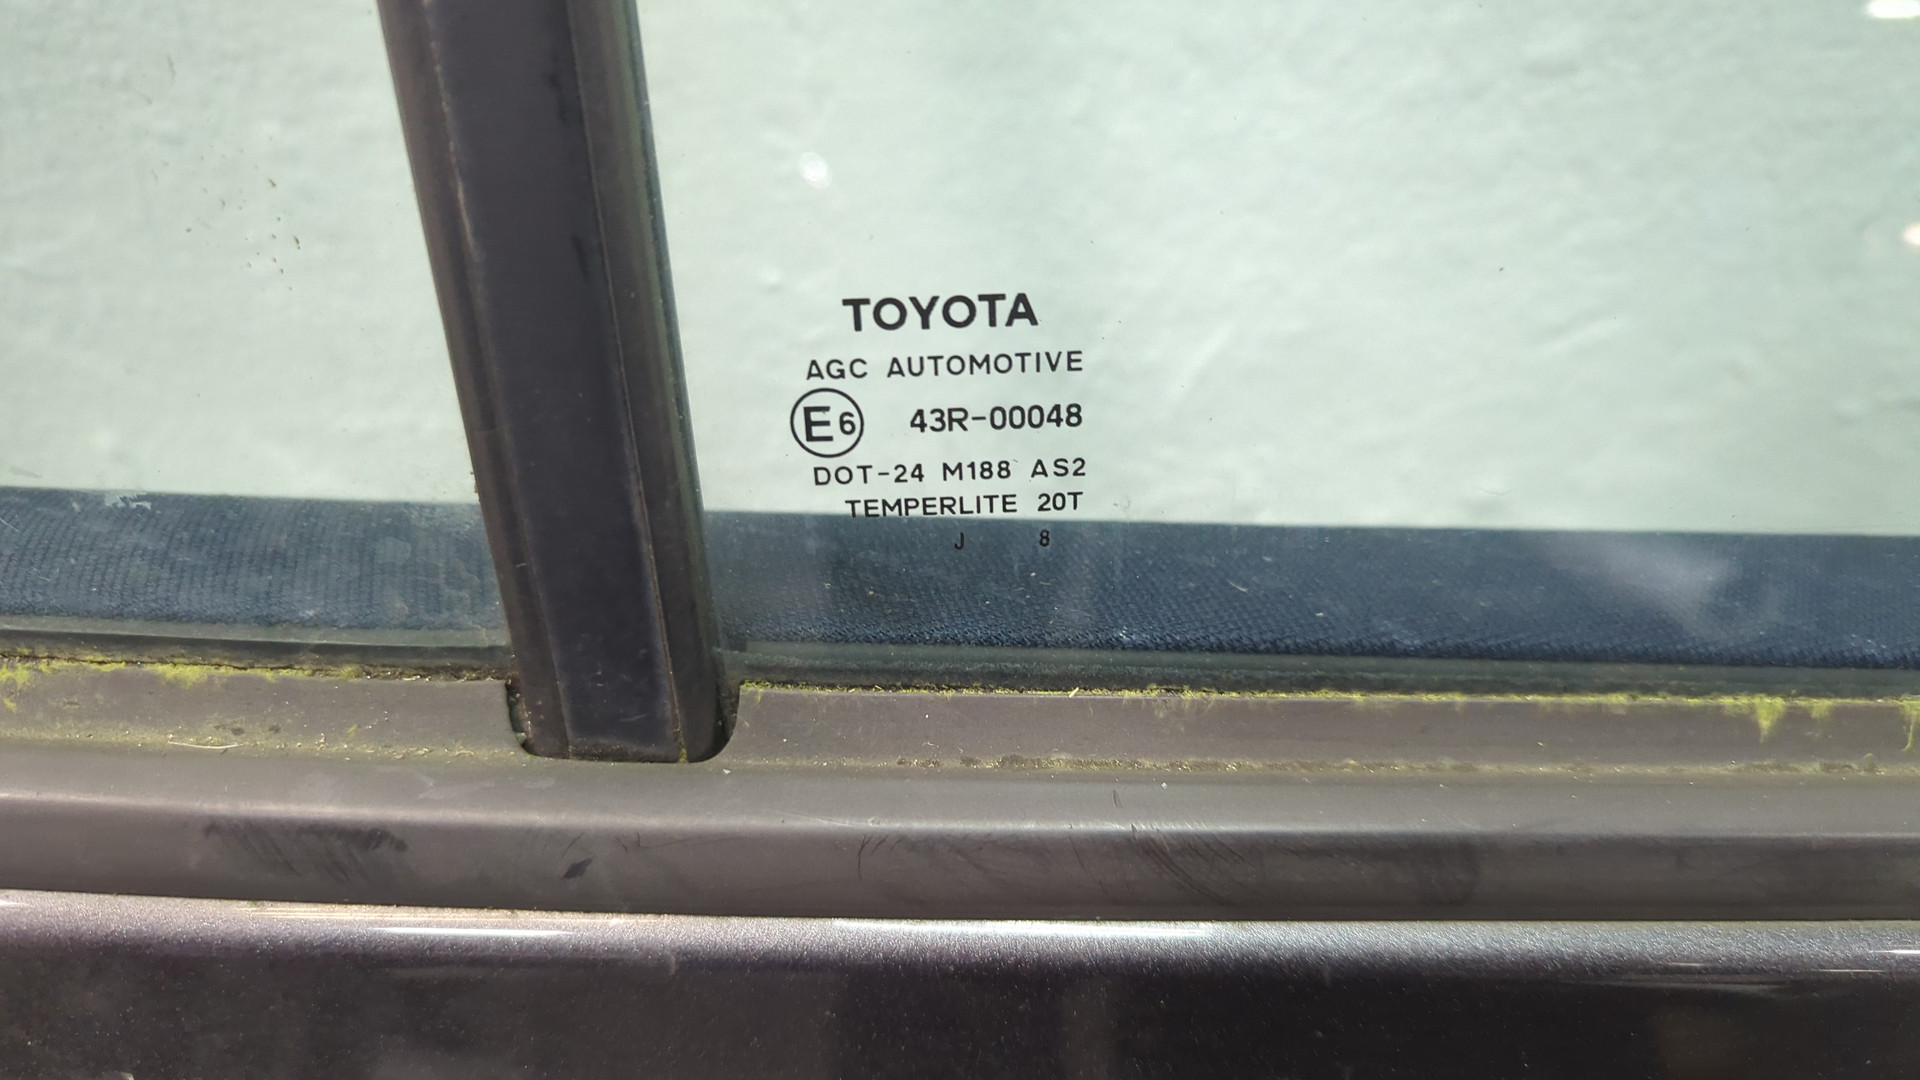 TOYOTA
AGC AUTOMOTIVE
E6 43R-00048
DOT-24 M188 AS2
TEMPERLITE 20T
J 8